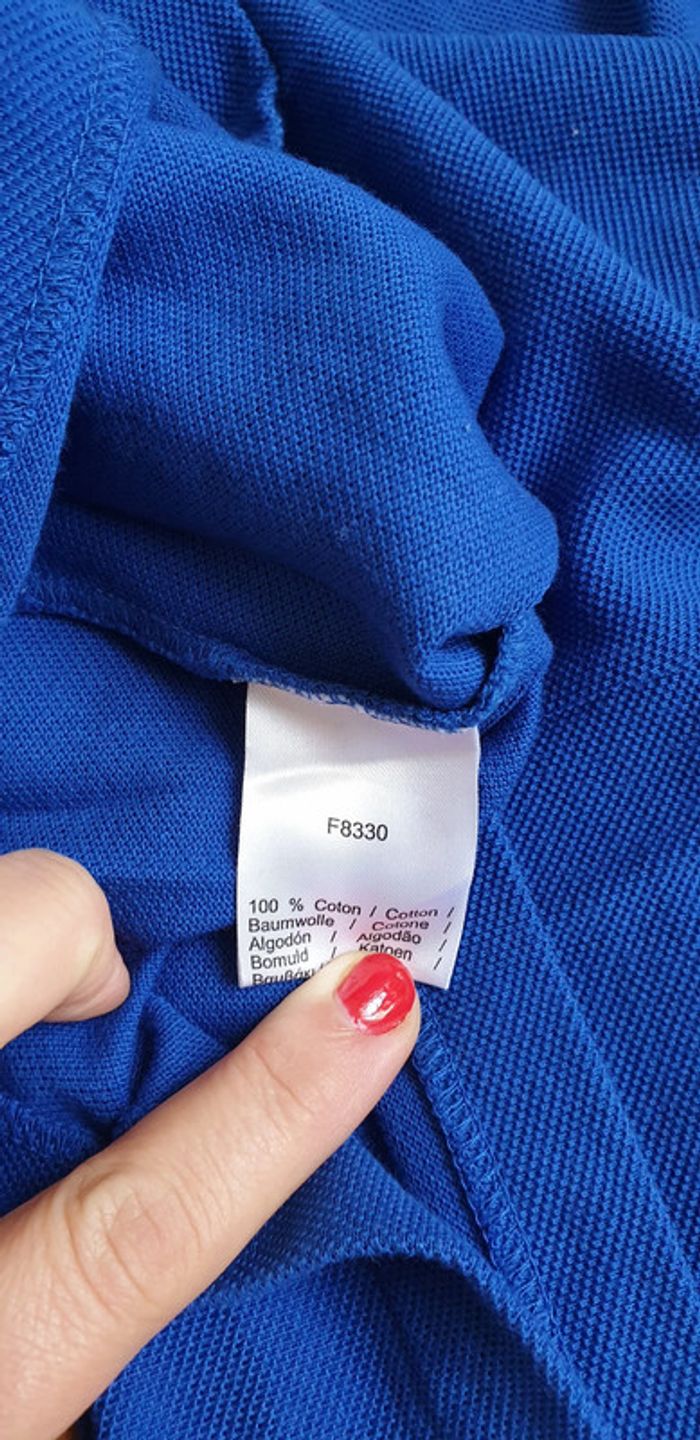 F8330
100 % Coton / Cotton /
Baumwolle / Cotone /
Algodón / Algodão /
Bomuld / Katoen /